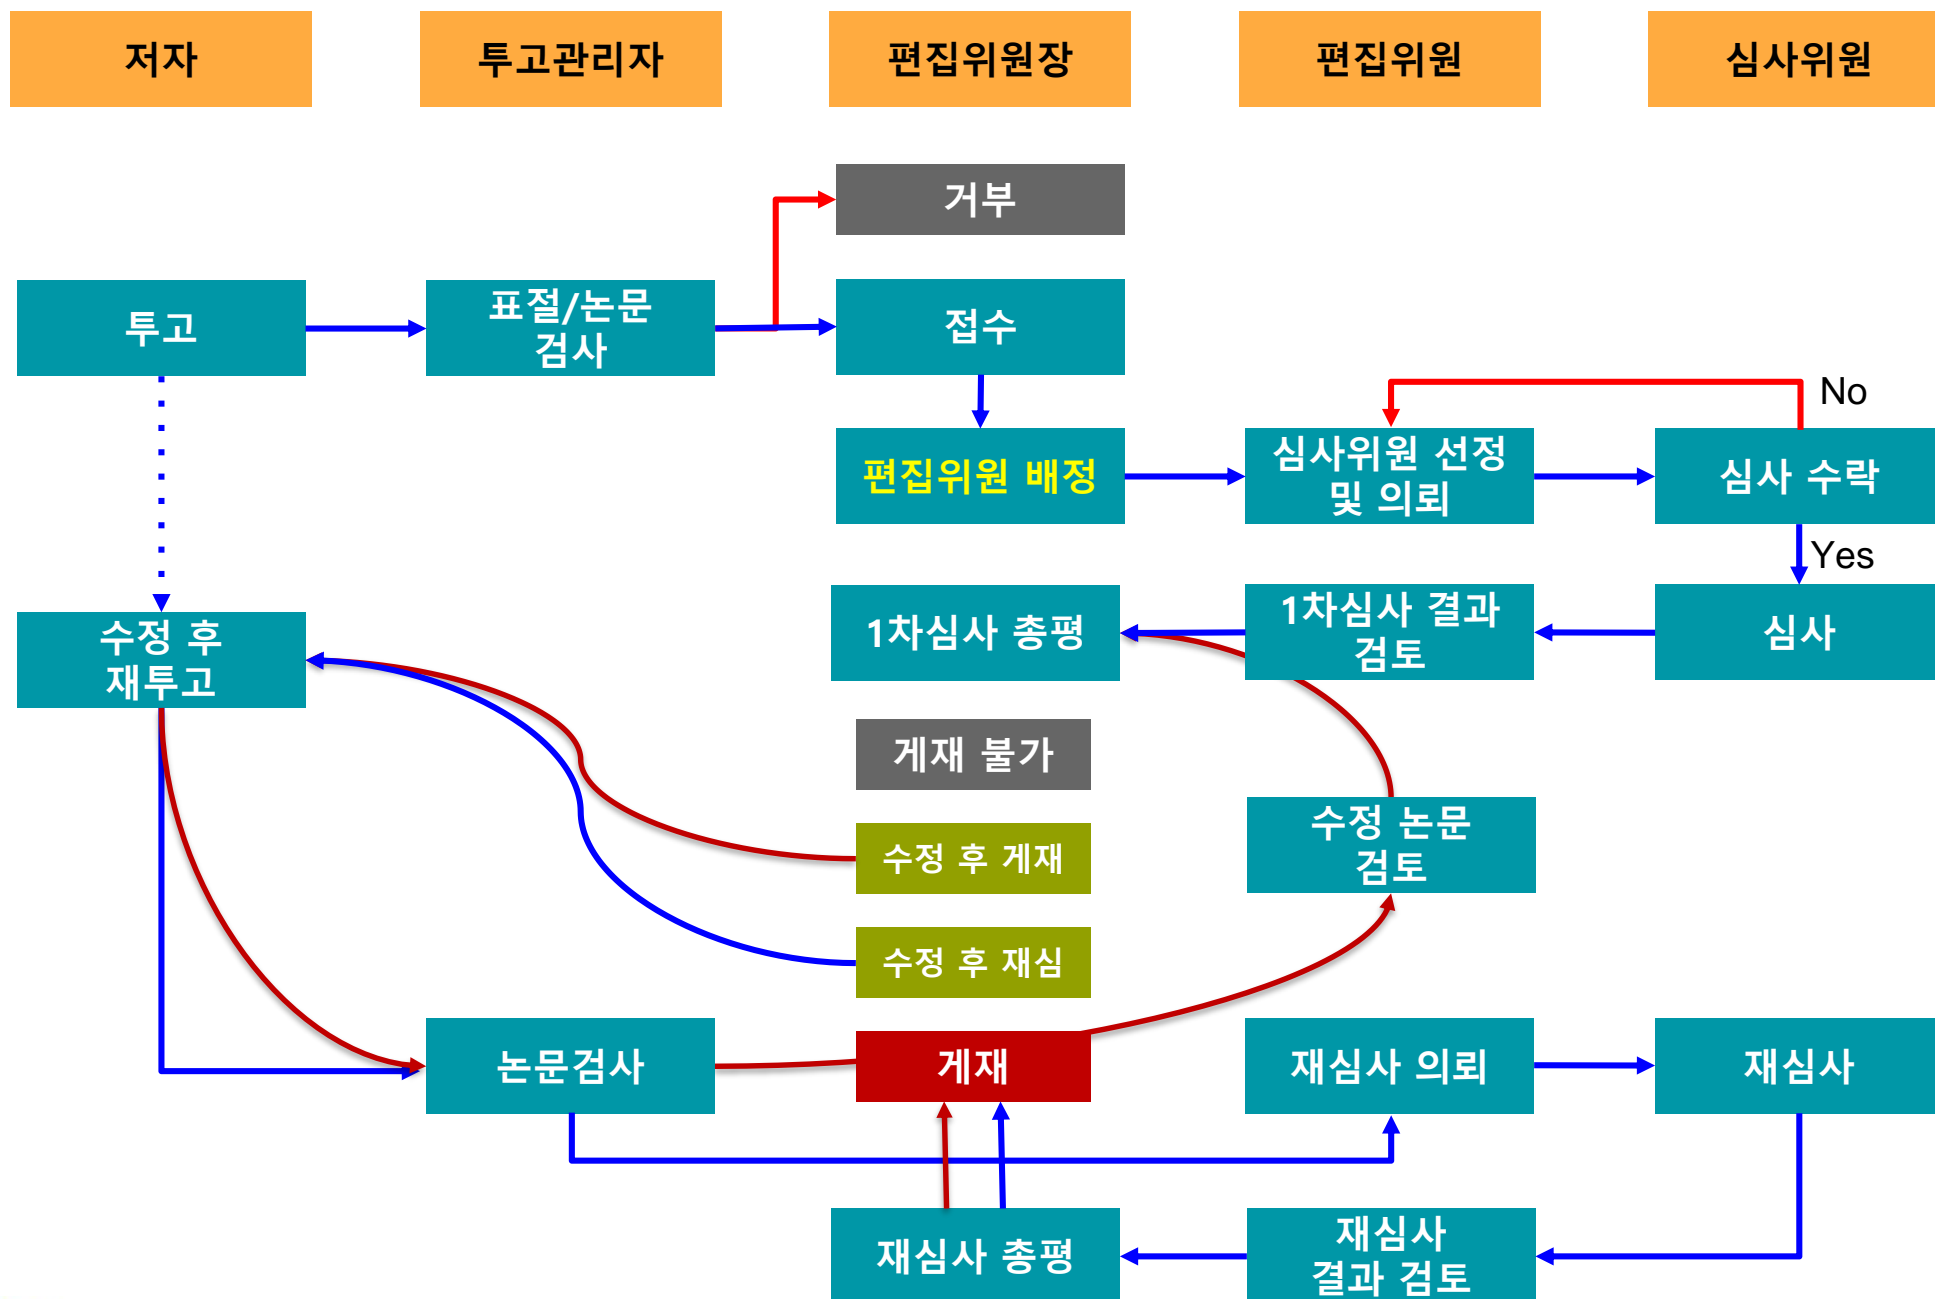 저자
투고관리자
편집위원장
편집위원
심사위원
거부
투고
표절/논문
검사
접수
No
편집위원 배정
심사위원 선정
및 의뢰
심사 수락
Yes
수정 후
재투고
1차심사 총평
1차심사 결과
검토
심사
게재 불가
수정 후 게재
수정 논문
검토
수정 후 재심
논문검사
게재
재심사 의뢰
재심사
재심사 총평
재심사
결과 검토